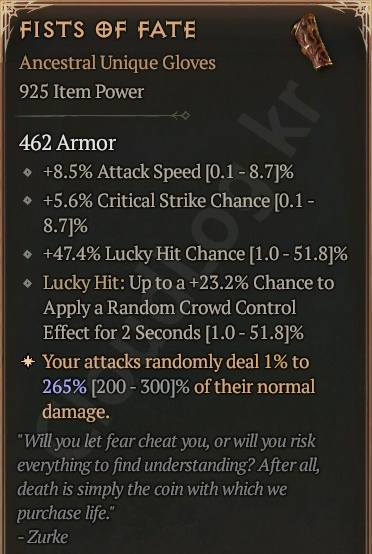 FISTS OF FATE
Ancestral Unique Gloves
925 Item Power
462 Armor
+8.5% Attack Speed [0.1 - 8.7]%
+5.6% Critical Strike Chance [0.1 -
8.7]%
+47.4% Lucky Hit Chance [1.0 - 51.8]%
Lucky Hit: Up to a +23.2% Chance to
Apply a Random Crowd Control
Effect for 2 Seconds [1.0 - 51.8]%
Your attacks randomly deal 1% to
265% [200 - 300]% of their normal
damage.
"Will you let fear cheat you, or will you risk
everything to find understanding? After all,
death is simply the coin with which we
purchase life."
- Zurke